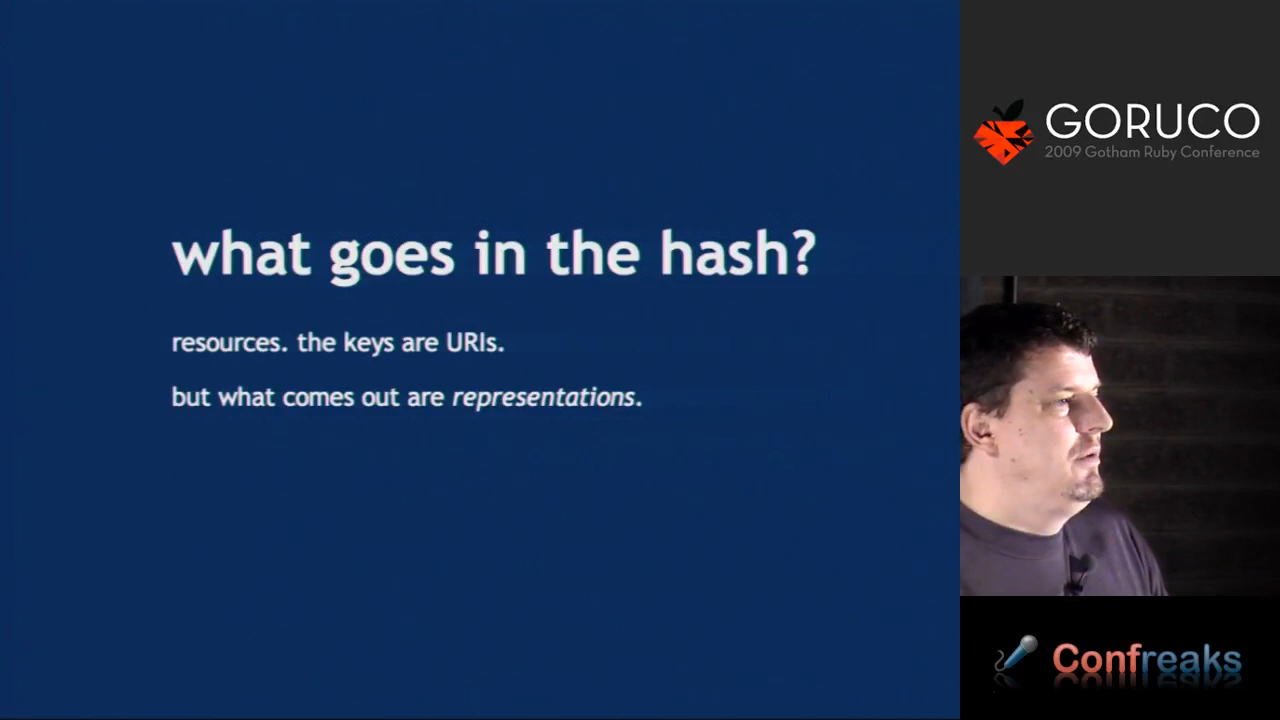 what goes in the hash?
resources. the keys are URIs.
but what comes out are representations.
GORUCO
2009 Gotham Ruby Conference
Confreaks